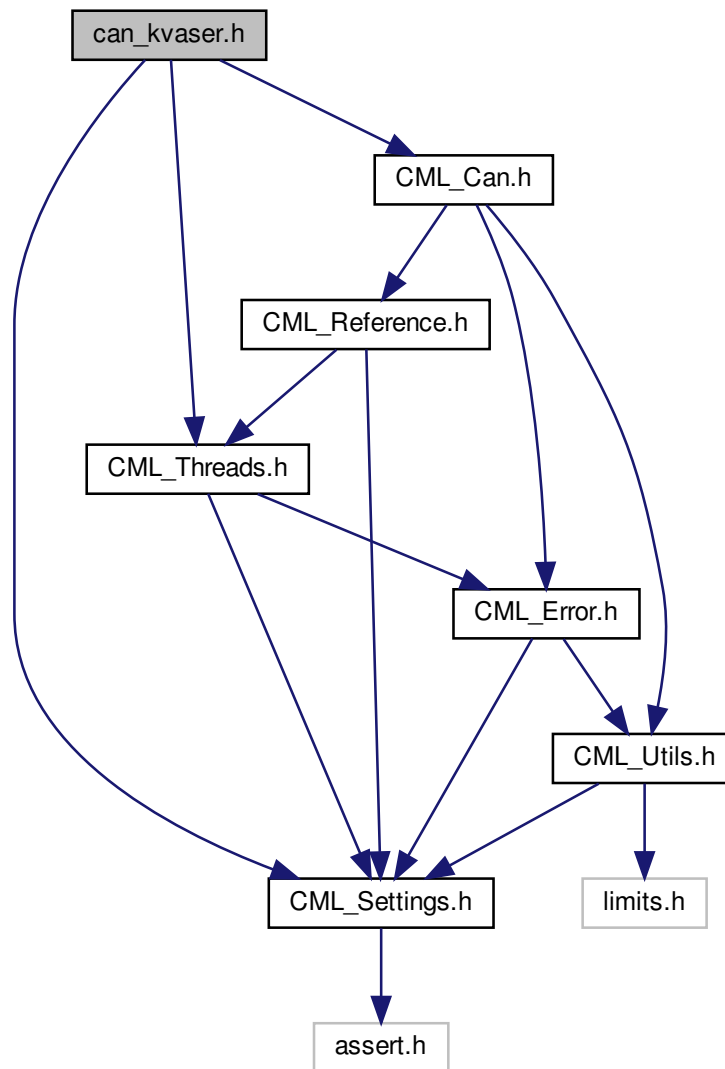 can_kvaser.h
CML_Can.h
CML_Reference.h
CML_Threads.h
CML_Error.h
CML_Utils.h
CML_Settings.h
limits.h
assert.h